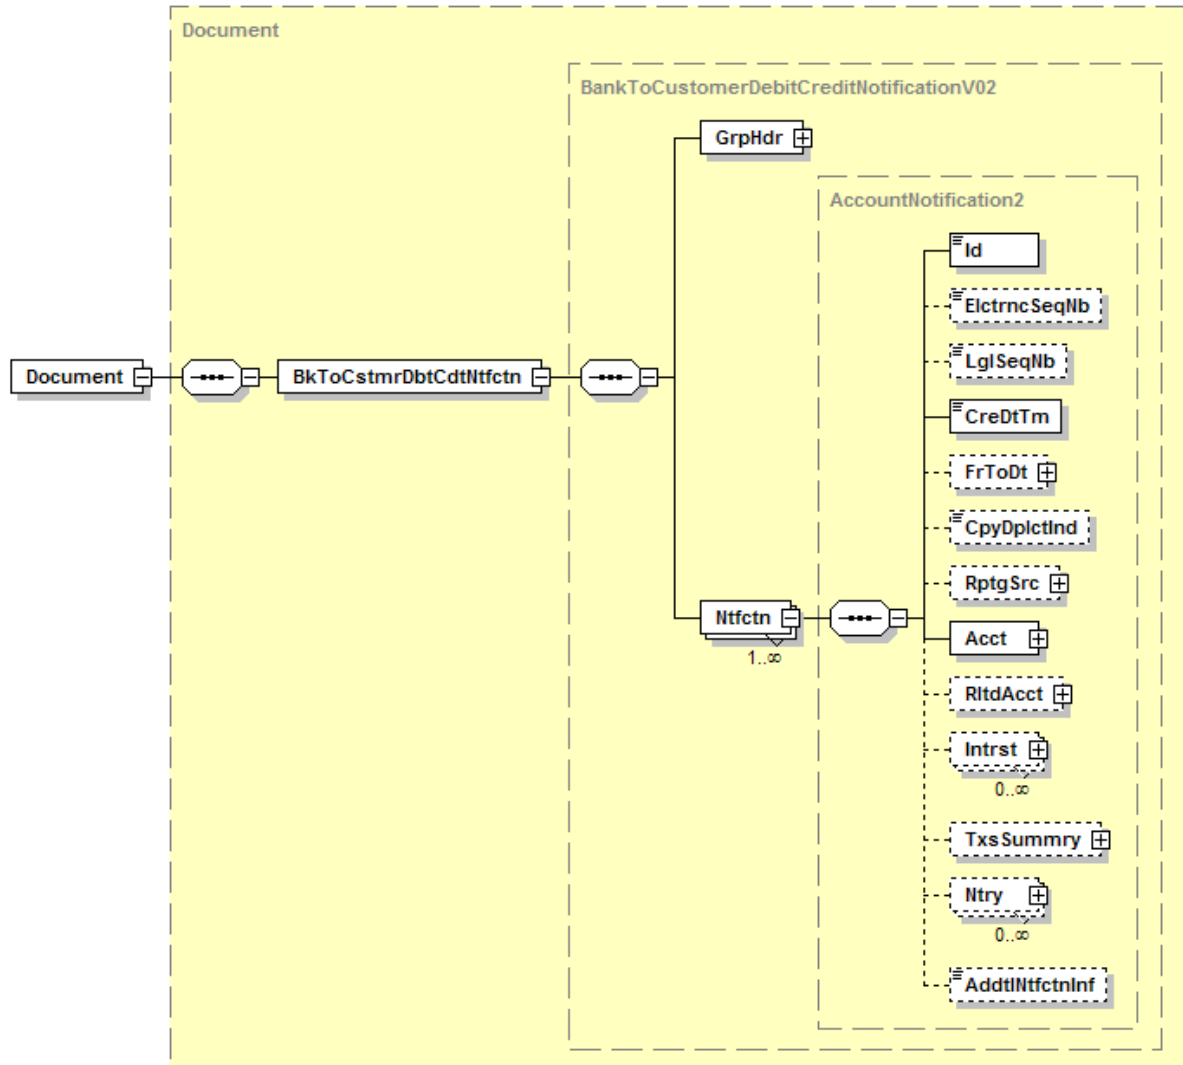 Document
BankToCustomerDebitCreditNotificationV02
GrpHdr
AccountNotification2
Id
ElctrncSeqNb
LglSeqNb
Document
BkToCstmrDbtCdtNtfctn
CreDtTm
FrToDt
CpyDplctInd
RptgSrc
Ntfctn
1..∞
Acct
RltdAcct
Intrst
0..∞
TxsSummry
Ntry
0..∞
AddtlNtfctnInf